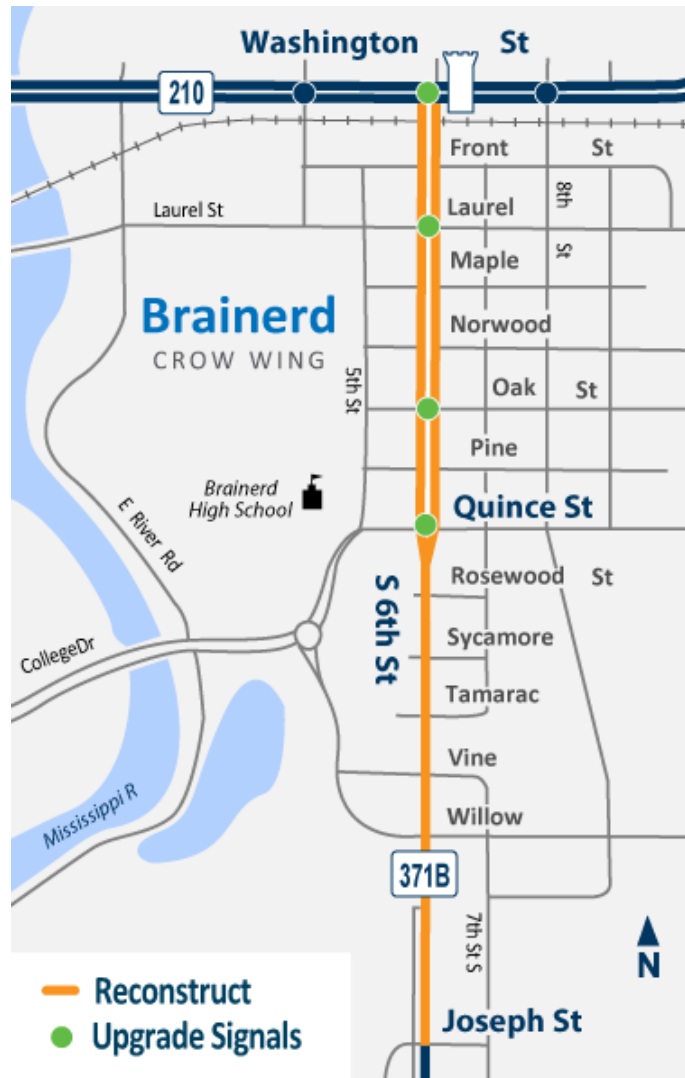 Washington St
210
Front St
8th St
Laurel St
Laurel
Maple
Brainerd
CROW WING
Norwood
5th St
Oak St
Pine
Brainerd
High School
Quince St
E River Rd
S 6th St
Rosewood St
CollegeDr
Sycamore
Tamarac
Vine
Mississippi R
Willow
371B
7th St S
N
Joseph St
Reconstruct
Upgrade Signals